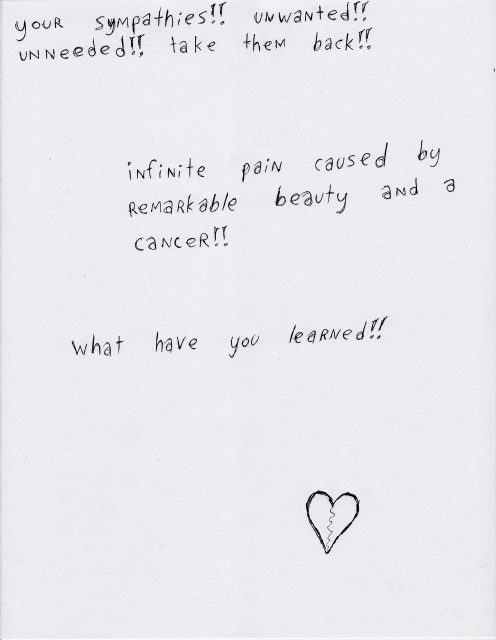 your sympathies!! unwanted!!
unneeded!! take them back!!
infinite pain caused by
remarkable beauty and a
cancer!!
what have you learned!!